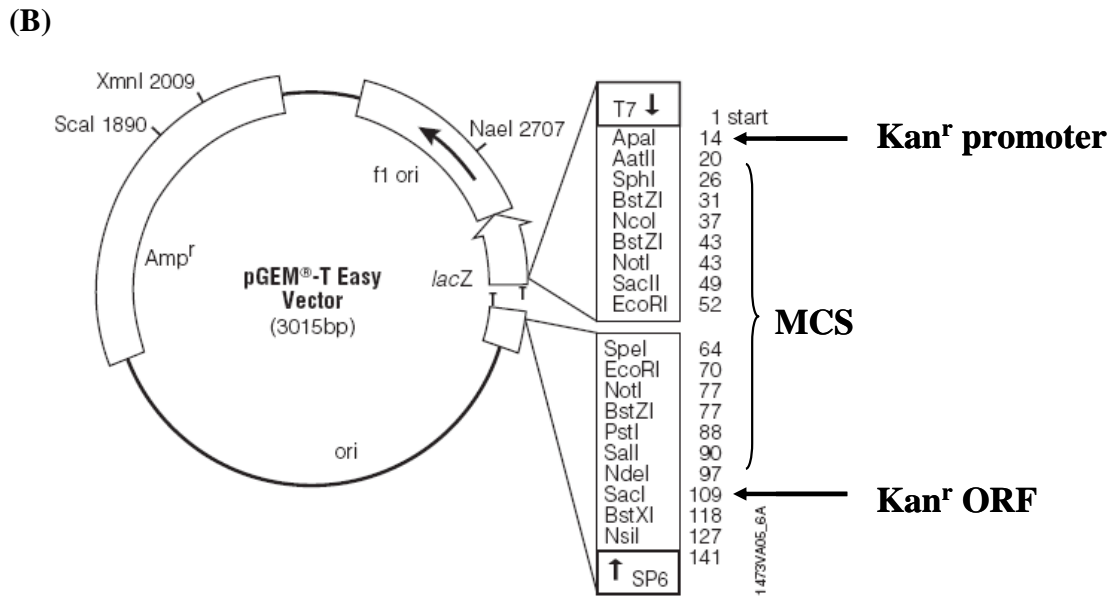 (B)
XmnI 2009
ScaI 1890
NaeI 2707
f1 ori
Ampʳ
pGEM®-T Easy
Vector
(3015bp)
lacZ
T T
ori
T7 ↓
1 start
ApaI 14
AatII 20
SphI 26
BstZI 31
NcoI 37
BstZI 43
NotI 43
SacII 49
EcoRI 52
SpeI 64
EcoRI 70
NotI 77
BstZI 77
PstI 88
SalI 90
NdeI 97
SacI 109
BstXI 118
NsiI 127
141
↑ SP6
1473VA05_6A
Kanʳ promoter
MCS
Kanʳ ORF